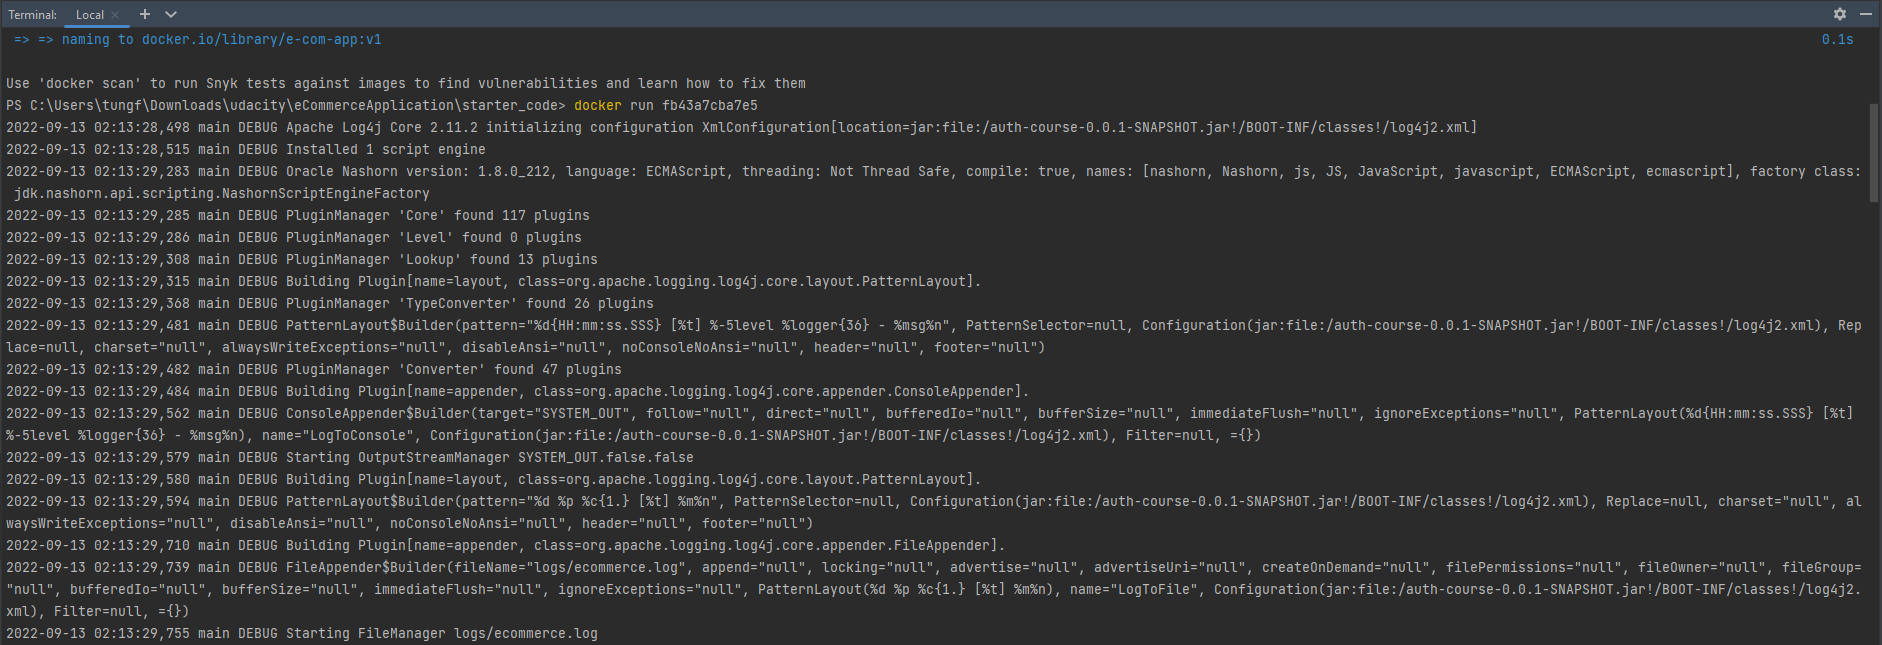 Terminal: Local
=> => naming to docker.io/library/e-com-app:v1 0.1s
Use 'docker scan' to run Snyk tests against images to find vulnerabilities and learn how to fix them
PS C:\Users\tungf\Downloads\udacity\eCommerceApplication\starter_code> docker run fb43a7cba7e5
2022-09-13 02:13:28,498 main DEBUG Apache Log4j Core 2.11.2 initializing configuration XmlConfiguration[location=jar:file:/auth-course-0.0.1-SNAPSHOT.jar!/BOOT-INF/classes!/log4j2.xml]
2022-09-13 02:13:28,515 main DEBUG Installed 1 script engine
2022-09-13 02:13:29,283 main DEBUG Oracle Nashorn version: 1.8.0_212, language: ECMAScript, threading: Not Thread Safe, compile: true, names: [nashorn, Nashorn, js, JS, JavaScript, javascript, ECMAScript, ecmascript], factory class:
jdk.nashorn.api.scripting.NashornScriptEngineFactory
2022-09-13 02:13:29,285 main DEBUG PluginManager 'Core' found 117 plugins
2022-09-13 02:13:29,286 main DEBUG PluginManager 'Level' found 0 plugins
2022-09-13 02:13:29,308 main DEBUG PluginManager 'Lookup' found 13 plugins
2022-09-13 02:13:29,315 main DEBUG Building Plugin[name=layout, class=org.apache.logging.log4j.core.layout.PatternLayout].
2022-09-13 02:13:29,368 main DEBUG PluginManager 'TypeConverter' found 26 plugins
2022-09-13 02:13:29,481 main DEBUG PatternLayout$Builder(pattern="%d{HH:mm:ss.SSS} [%t] %-5level %logger{36} - %msg%n", PatternSelector=null, Configuration(jar:file:/auth-course-0.0.1-SNAPSHOT.jar!/BOOT-INF/classes!/log4j2.xml), Rep
lace=null, charset="null", alwaysWriteExceptions="null", disableAnsi="null", noConsoleNoAnsi="null", header="null", footer="null")
2022-09-13 02:13:29,482 main DEBUG PluginManager 'Converter' found 47 plugins
2022-09-13 02:13:29,484 main DEBUG Building Plugin[name=appender, class=org.apache.logging.log4j.core.appender.ConsoleAppender].
2022-09-13 02:13:29,562 main DEBUG ConsoleAppender$Builder(target="SYSTEM_OUT", follow="null", direct="null", bufferedIo="null", bufferSize="null", immediateFlush="null", ignoreExceptions="null", PatternLayout(%d{HH:mm:ss.SSS} [%t]
%-5level %logger{36} - %msg%n), name="LogToConsole", Configuration(jar:file:/auth-course-0.0.1-SNAPSHOT.jar!/BOOT-INF/classes!/log4j2.xml), Filter=null, ={})
2022-09-13 02:13:29,579 main DEBUG Starting OutputStreamManager SYSTEM_OUT.false.false
2022-09-13 02:13:29,580 main DEBUG Building Plugin[name=layout, class=org.apache.logging.log4j.core.layout.PatternLayout].
2022-09-13 02:13:29,594 main DEBUG PatternLayout$Builder(pattern="%d %p %c{1.} [%t] %m%n", PatternSelector=null, Configuration(jar:file:/auth-course-0.0.1-SNAPSHOT.jar!/BOOT-INF/classes!/log4j2.xml), Replace=null, charset="null", al
waysWriteExceptions="null", disableAnsi="null", noConsoleNoAnsi="null", header="null", footer="null")
2022-09-13 02:13:29,710 main DEBUG Building Plugin[name=appender, class=org.apache.logging.log4j.core.appender.FileAppender].
2022-09-13 02:13:29,739 main DEBUG FileAppender$Builder(fileName="logs/ecommerce.log", append="null", locking="null", advertise="null", advertiseUri="null", createOnDemand="null", filePermissions="null", fileOwner="null", fileGroup=
"null", bufferedIo="null", bufferSize="null", immediateFlush="null", ignoreExceptions="null", PatternLayout(%d %p %c{1.} [%t] %m%n), name="LogToFile", Configuration(jar:file:/auth-course-0.0.1-SNAPSHOT.jar!/BOOT-INF/classes!/log4j2.
xml), Filter=null, ={})
2022-09-13 02:13:29,755 main DEBUG Starting FileManager logs/ecommerce.log